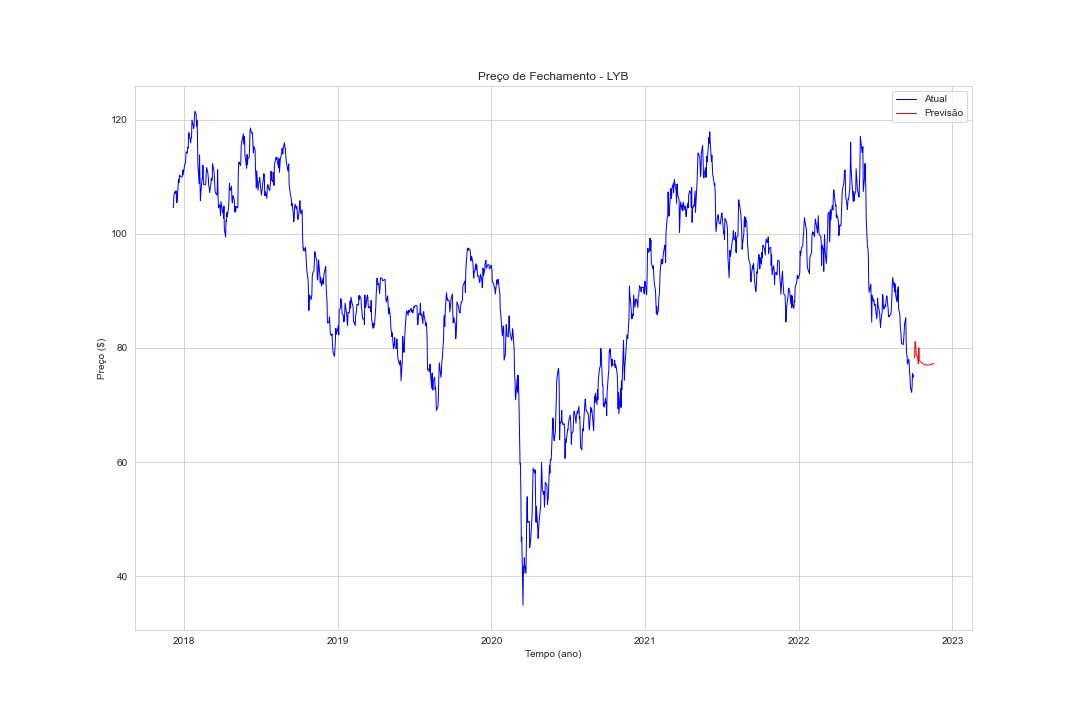 Preço de Fechamento - LYB
Atual
Previsão
120
100
80
60
40
Preço ($)
2018
2019
2020
2021
2022
2023
Tempo (ano)